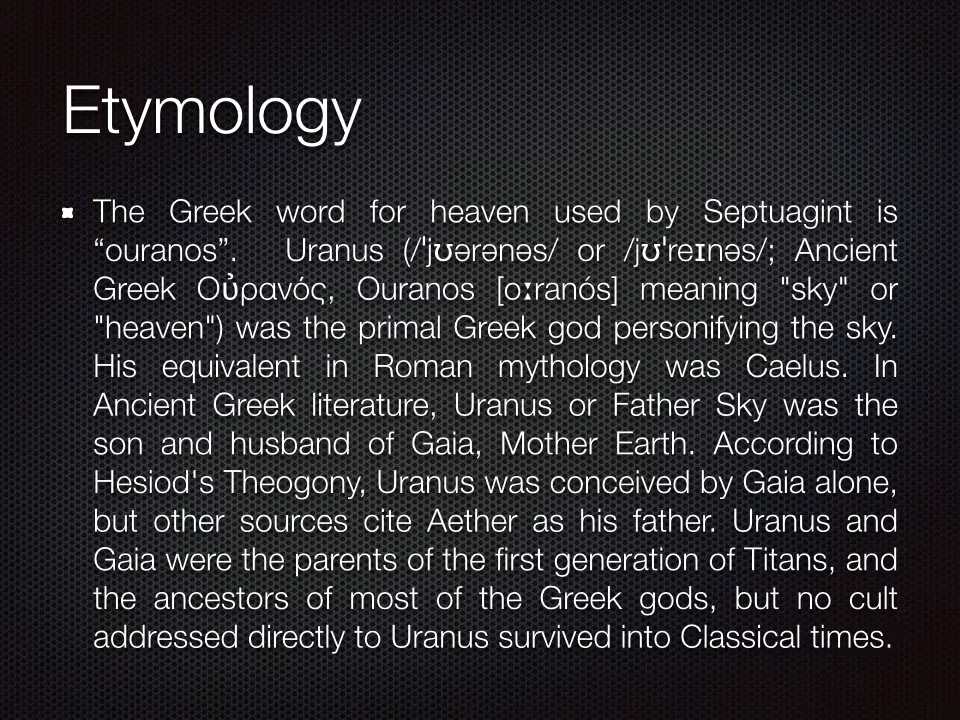 Etymology
The Greek word for heaven used by Septuagint is
“ouranos”. Uranus (/ˈjʊərənəs/ or /jʊˈreɪnəs/; Ancient
Greek Οὐρανός, Ouranos [oːranós] meaning "sky" or
"heaven") was the primal Greek god personifying the sky.
His equivalent in Roman mythology was Caelus. In
Ancient Greek literature, Uranus or Father Sky was the
son and husband of Gaia, Mother Earth. According to
Hesiod's Theogony, Uranus was conceived by Gaia alone,
but other sources cite Aether as his father. Uranus and
Gaia were the parents of the first generation of Titans, and
the ancestors of most of the Greek gods, but no cult
addressed directly to Uranus survived into Classical times.